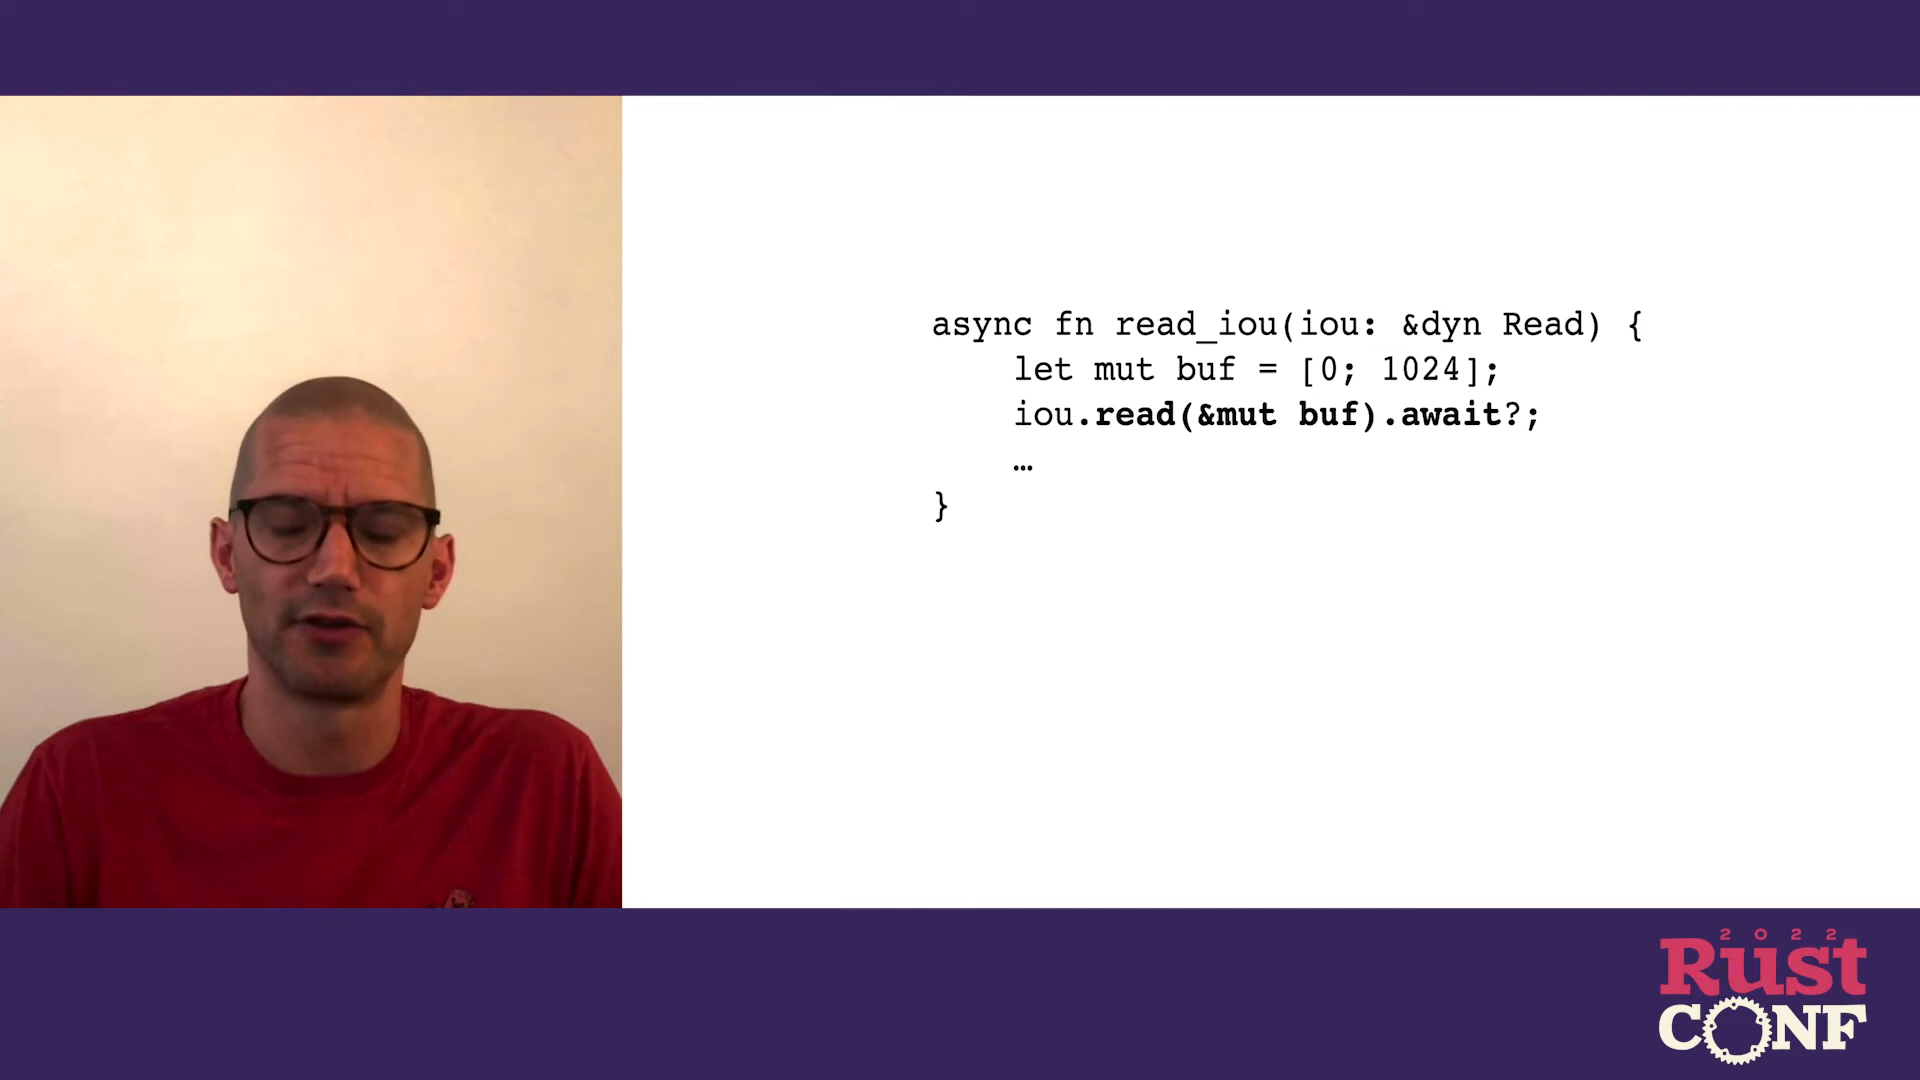 async fn read_iou(iou: &dyn Read) {
    let mut buf = [0; 1024];
    iou.read(&mut buf).await?;
    …
}
2022
Rust
CONF